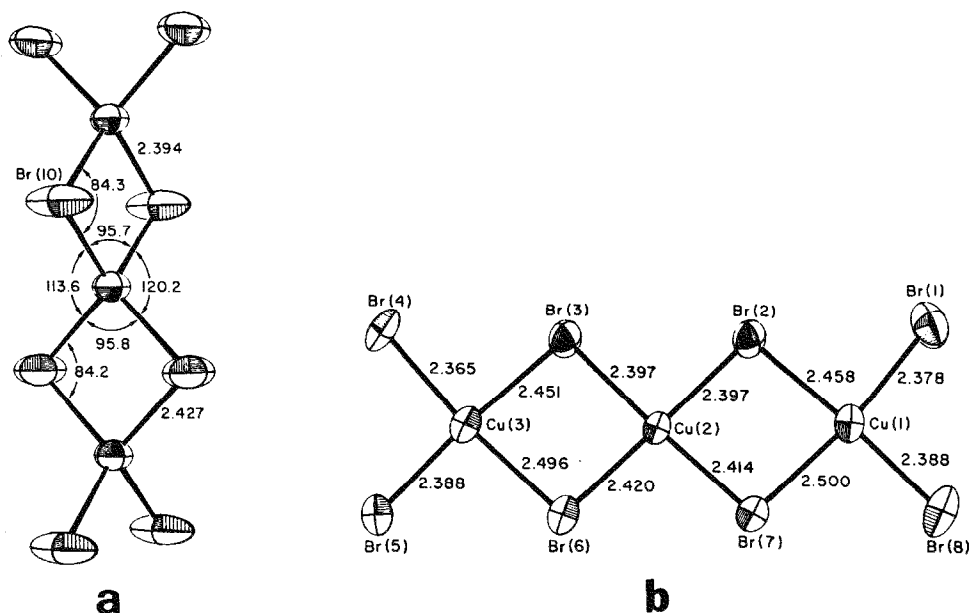 2.394
Br(10)
84.3
95.7
113.6
120.2
95.8
84.2
2.427
a
Br(4)
Br(3)
Br(2)
Br(1)
2.365
2.397
2.458
2.378
2.451
2.397
Cu(3)
Cu(2)
Cu(1)
2.388
2.496
2.420
2.414
2.500
2.388
Br(5)
Br(6)
Br(7)
Br(8)
b